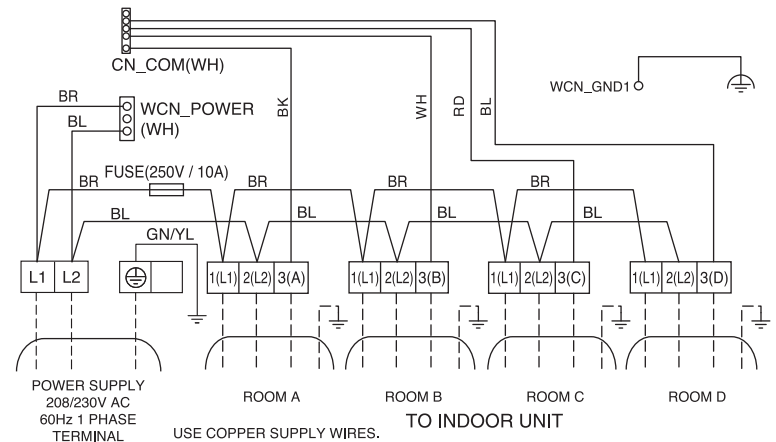 CN_COM(WH)
WCN_GND1
BR
WCN_POWER
(WH)
BL
BK
WH
RD
BL
FUSE(250V / 10A)
BR
BR
BR
BR
BL
BL
BL
BL
GN/YL
L1 L2
1(L1) 2(L2) 3(A)
1(L1) 2(L2) 3(B)
1(L1) 2(L2) 3(C)
1(L1) 2(L2) 3(D)
POWER SUPPLY
208/230V AC
60Hz 1 PHASE
TERMINAL
ROOM A
ROOM B
ROOM C
ROOM D
TO INDOOR UNIT
USE COPPER SUPPLY WIRES.